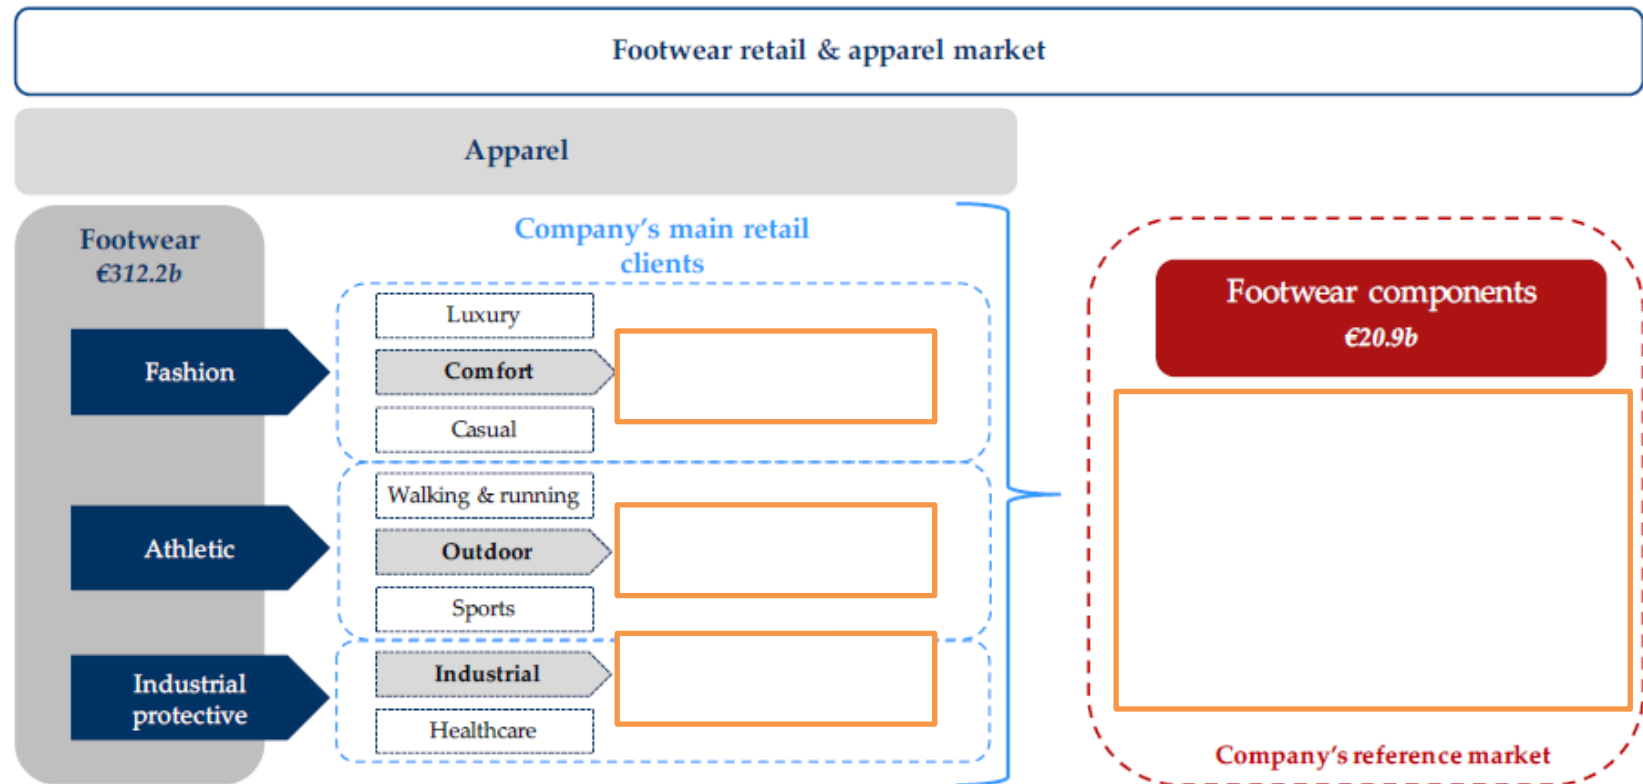 Footwear retail & apparel market
Apparel
Footwear
€312.2b
Company's main retail
clients
Fashion
Luxury
Comfort
Casual
Athletic
Walking & running
Outdoor
Sports
Industrial
protective
Industrial
Healthcare
Footwear components
€20.9b
Company's reference market